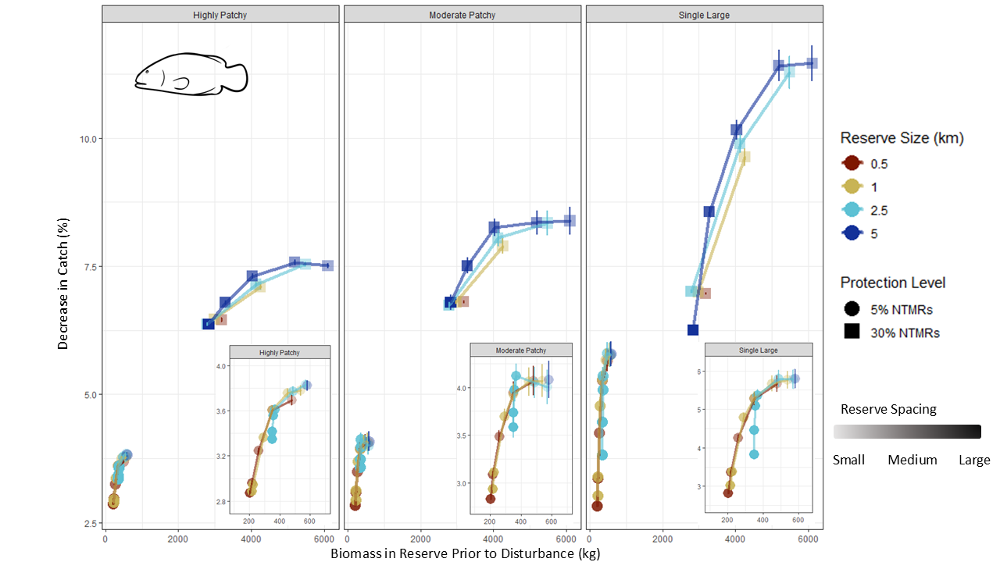 Highly Patchy
Moderate Patchy
Single Large
10.0
7.5
5.0
2.5
Decrease in Catch (%)
Highly Patchy
4.0
3.6
3.2
2.8
200 400 600
Moderate Patchy
4.0
3.5
3.0
200 400 600
Single Large
6
5
4
3
200 400 600
0 2000 4000 6000
0 2000 4000 6000
0 2000 4000 6000
Biomass in Reserve Prior to Disturbance (kg)
Reserve Size (km)
0.5
1
2.5
5
Protection Level
5% NTMRs
30% NTMRs
Reserve Spacing
Small Medium Large